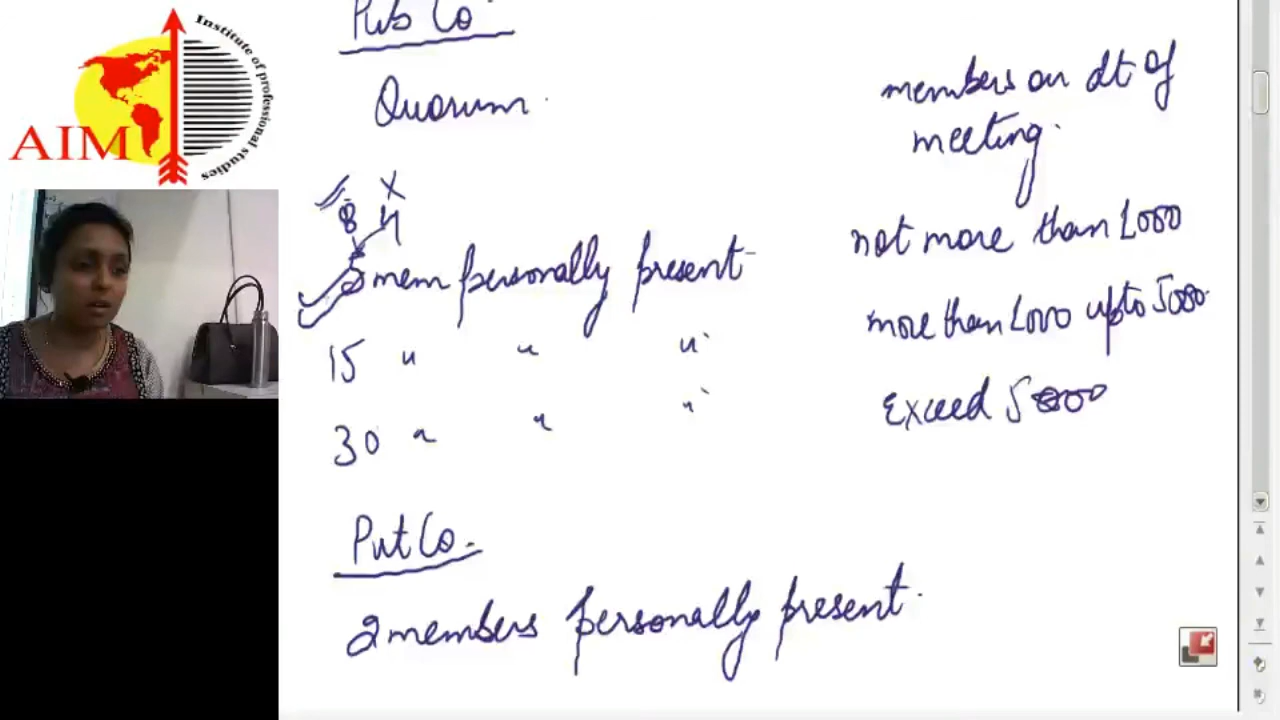 Pub Co.
AIM
Institute of professional studies
Quorum.
members on dt of
meeting.
8 4 X
5 mem personally present
not more than 1000
15 " " "
more than 1000 upto 5000.
30 " " "
Exceed 5000
Pvt Co.
2 members personally present.